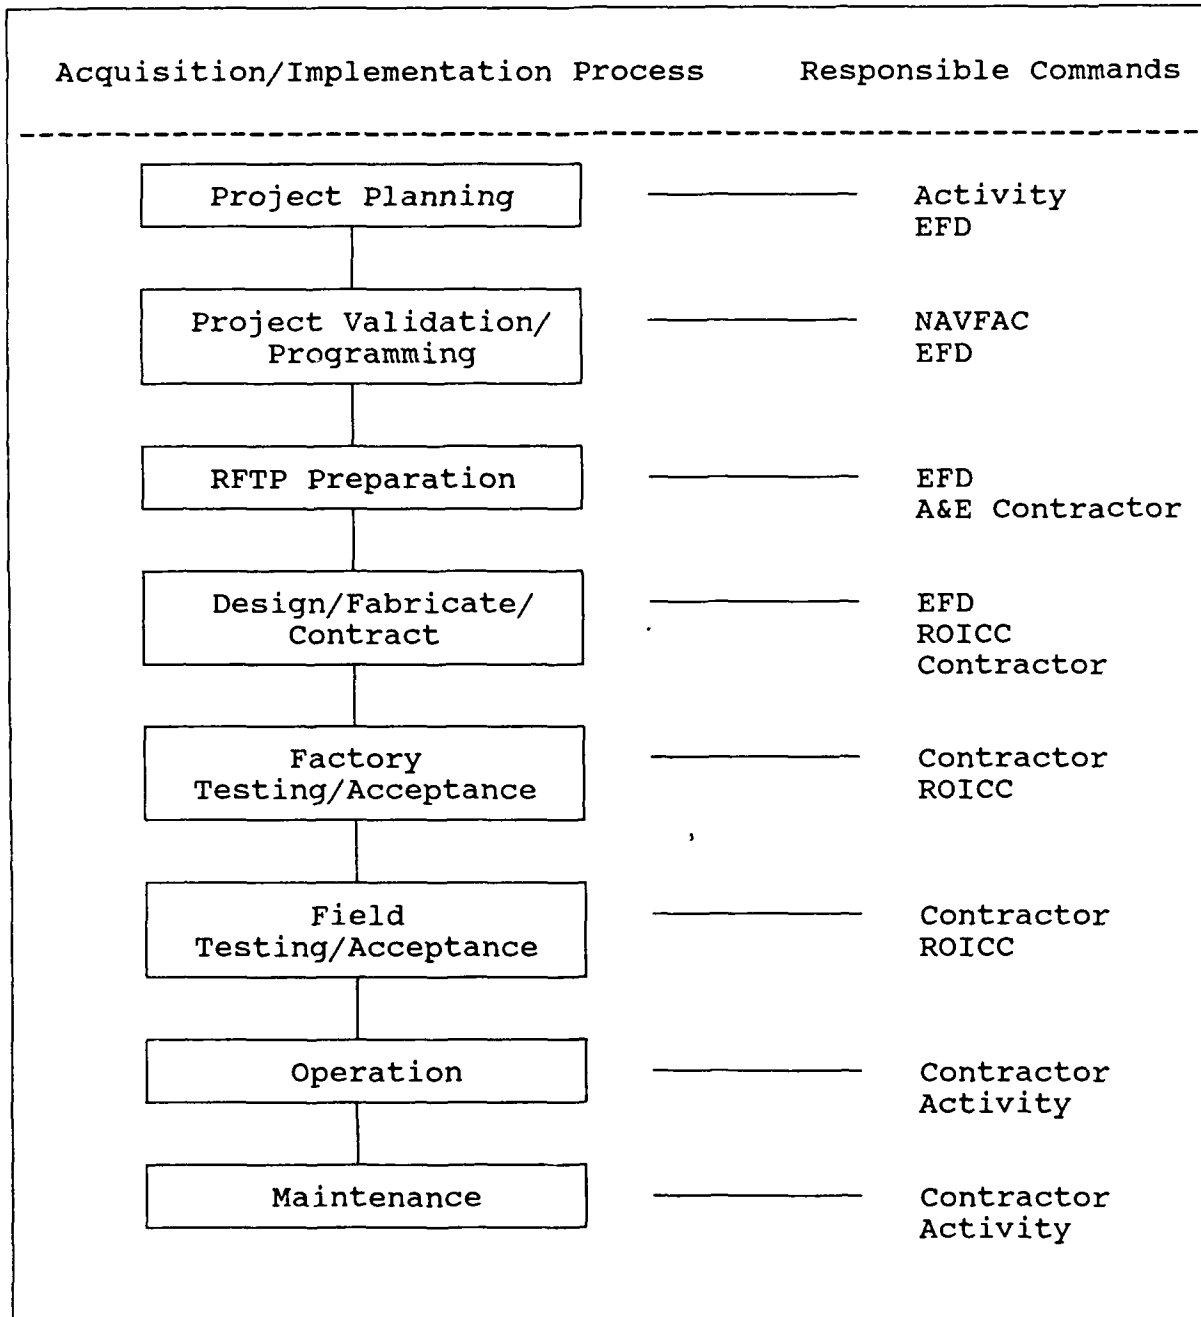 Acquisition/Implementation Process Responsible Commands
Project Planning Activity
EFD
Project Validation/ NAVFAC
Programming EFD
RFTP Preparation EFD
A&E Contractor
Design/Fabricate/ EFD
Contract ROICC
Contractor
Factory Contractor
Testing/Acceptance ROICC
Field Contractor
Testing/Acceptance ROICC
Operation Contractor
Activity
Maintenance Contractor
Activity